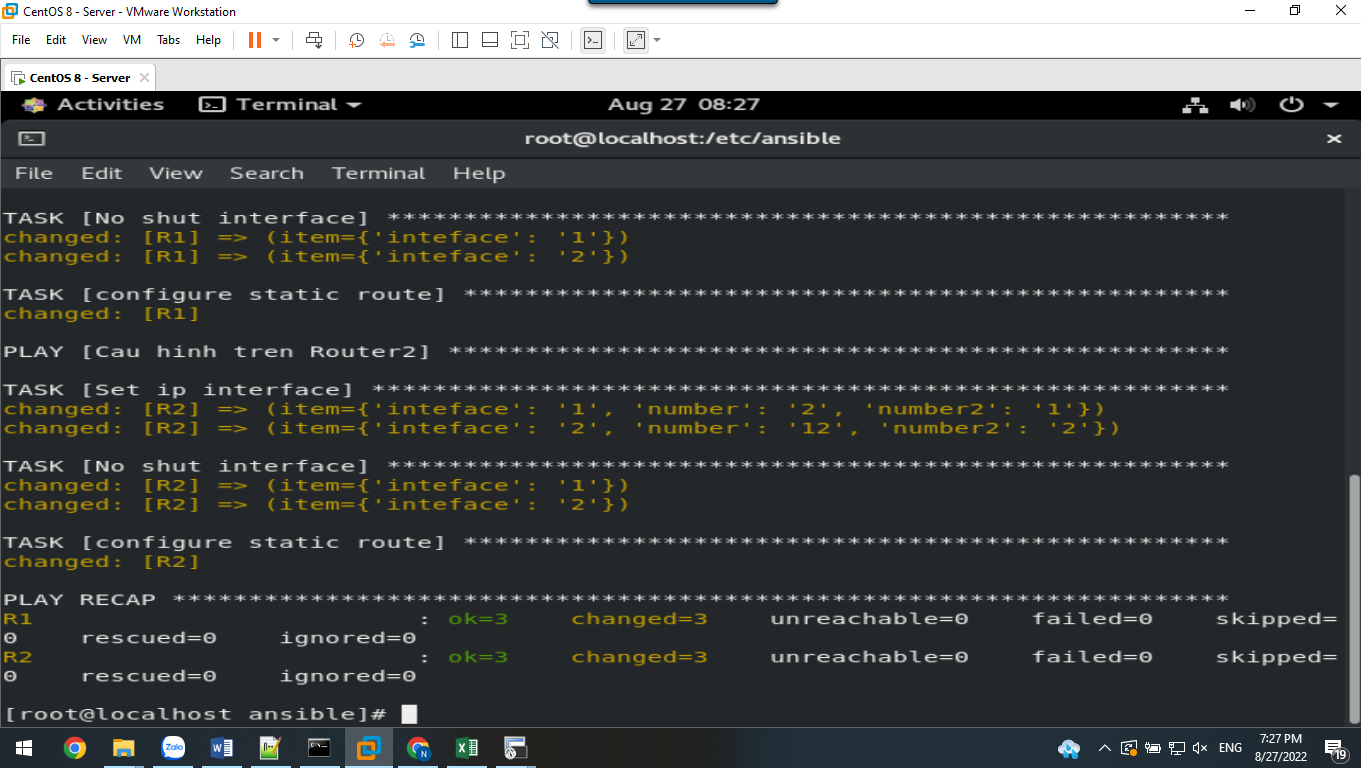 CentOS 8 - Server - VMware Workstation
File Edit View VM Tabs Help
CentOS 8 - Server
Activities Terminal Aug 27 08:27
root@localhost:/etc/ansible
File Edit View Search Terminal Help
TASK [No shut interface] *******************************************************
changed: [R1] => (item={'inteface': '1'})
changed: [R1] => (item={'inteface': '2'})
TASK [configure static route] **************************************************
changed: [R1]
PLAY [Cau hinh tren Router2] ***************************************************
TASK [Set ip interface] ********************************************************
changed: [R2] => (item={'inteface': '1', 'number': '2', 'number2': '1'})
changed: [R2] => (item={'inteface': '2', 'number': '12', 'number2': '2'})
TASK [No shut interface] *******************************************************
changed: [R2] => (item={'inteface': '1'})
changed: [R2] => (item={'inteface': '2'})
TASK [configure static route] **************************************************
changed: [R2]
PLAY RECAP *********************************************************************
R1 : ok=3 changed=3 unreachable=0 failed=0 skipped=
0 rescued=0 ignored=0
R2 : ok=3 changed=3 unreachable=0 failed=0 skipped=
0 rescued=0 ignored=0
[root@localhost ansible]#
Zalo
ENG
7:27 PM
8/27/2022
19